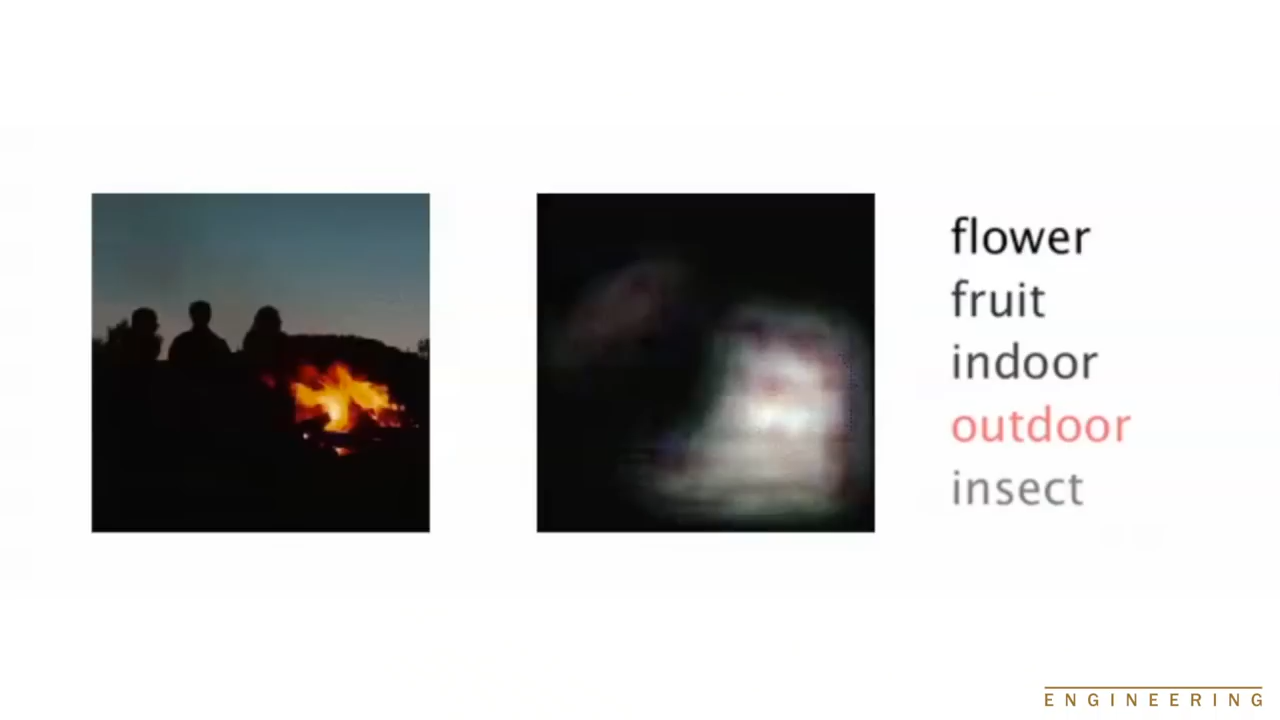 flower
fruit
indoor
outdoor
insect
ENGINEERING